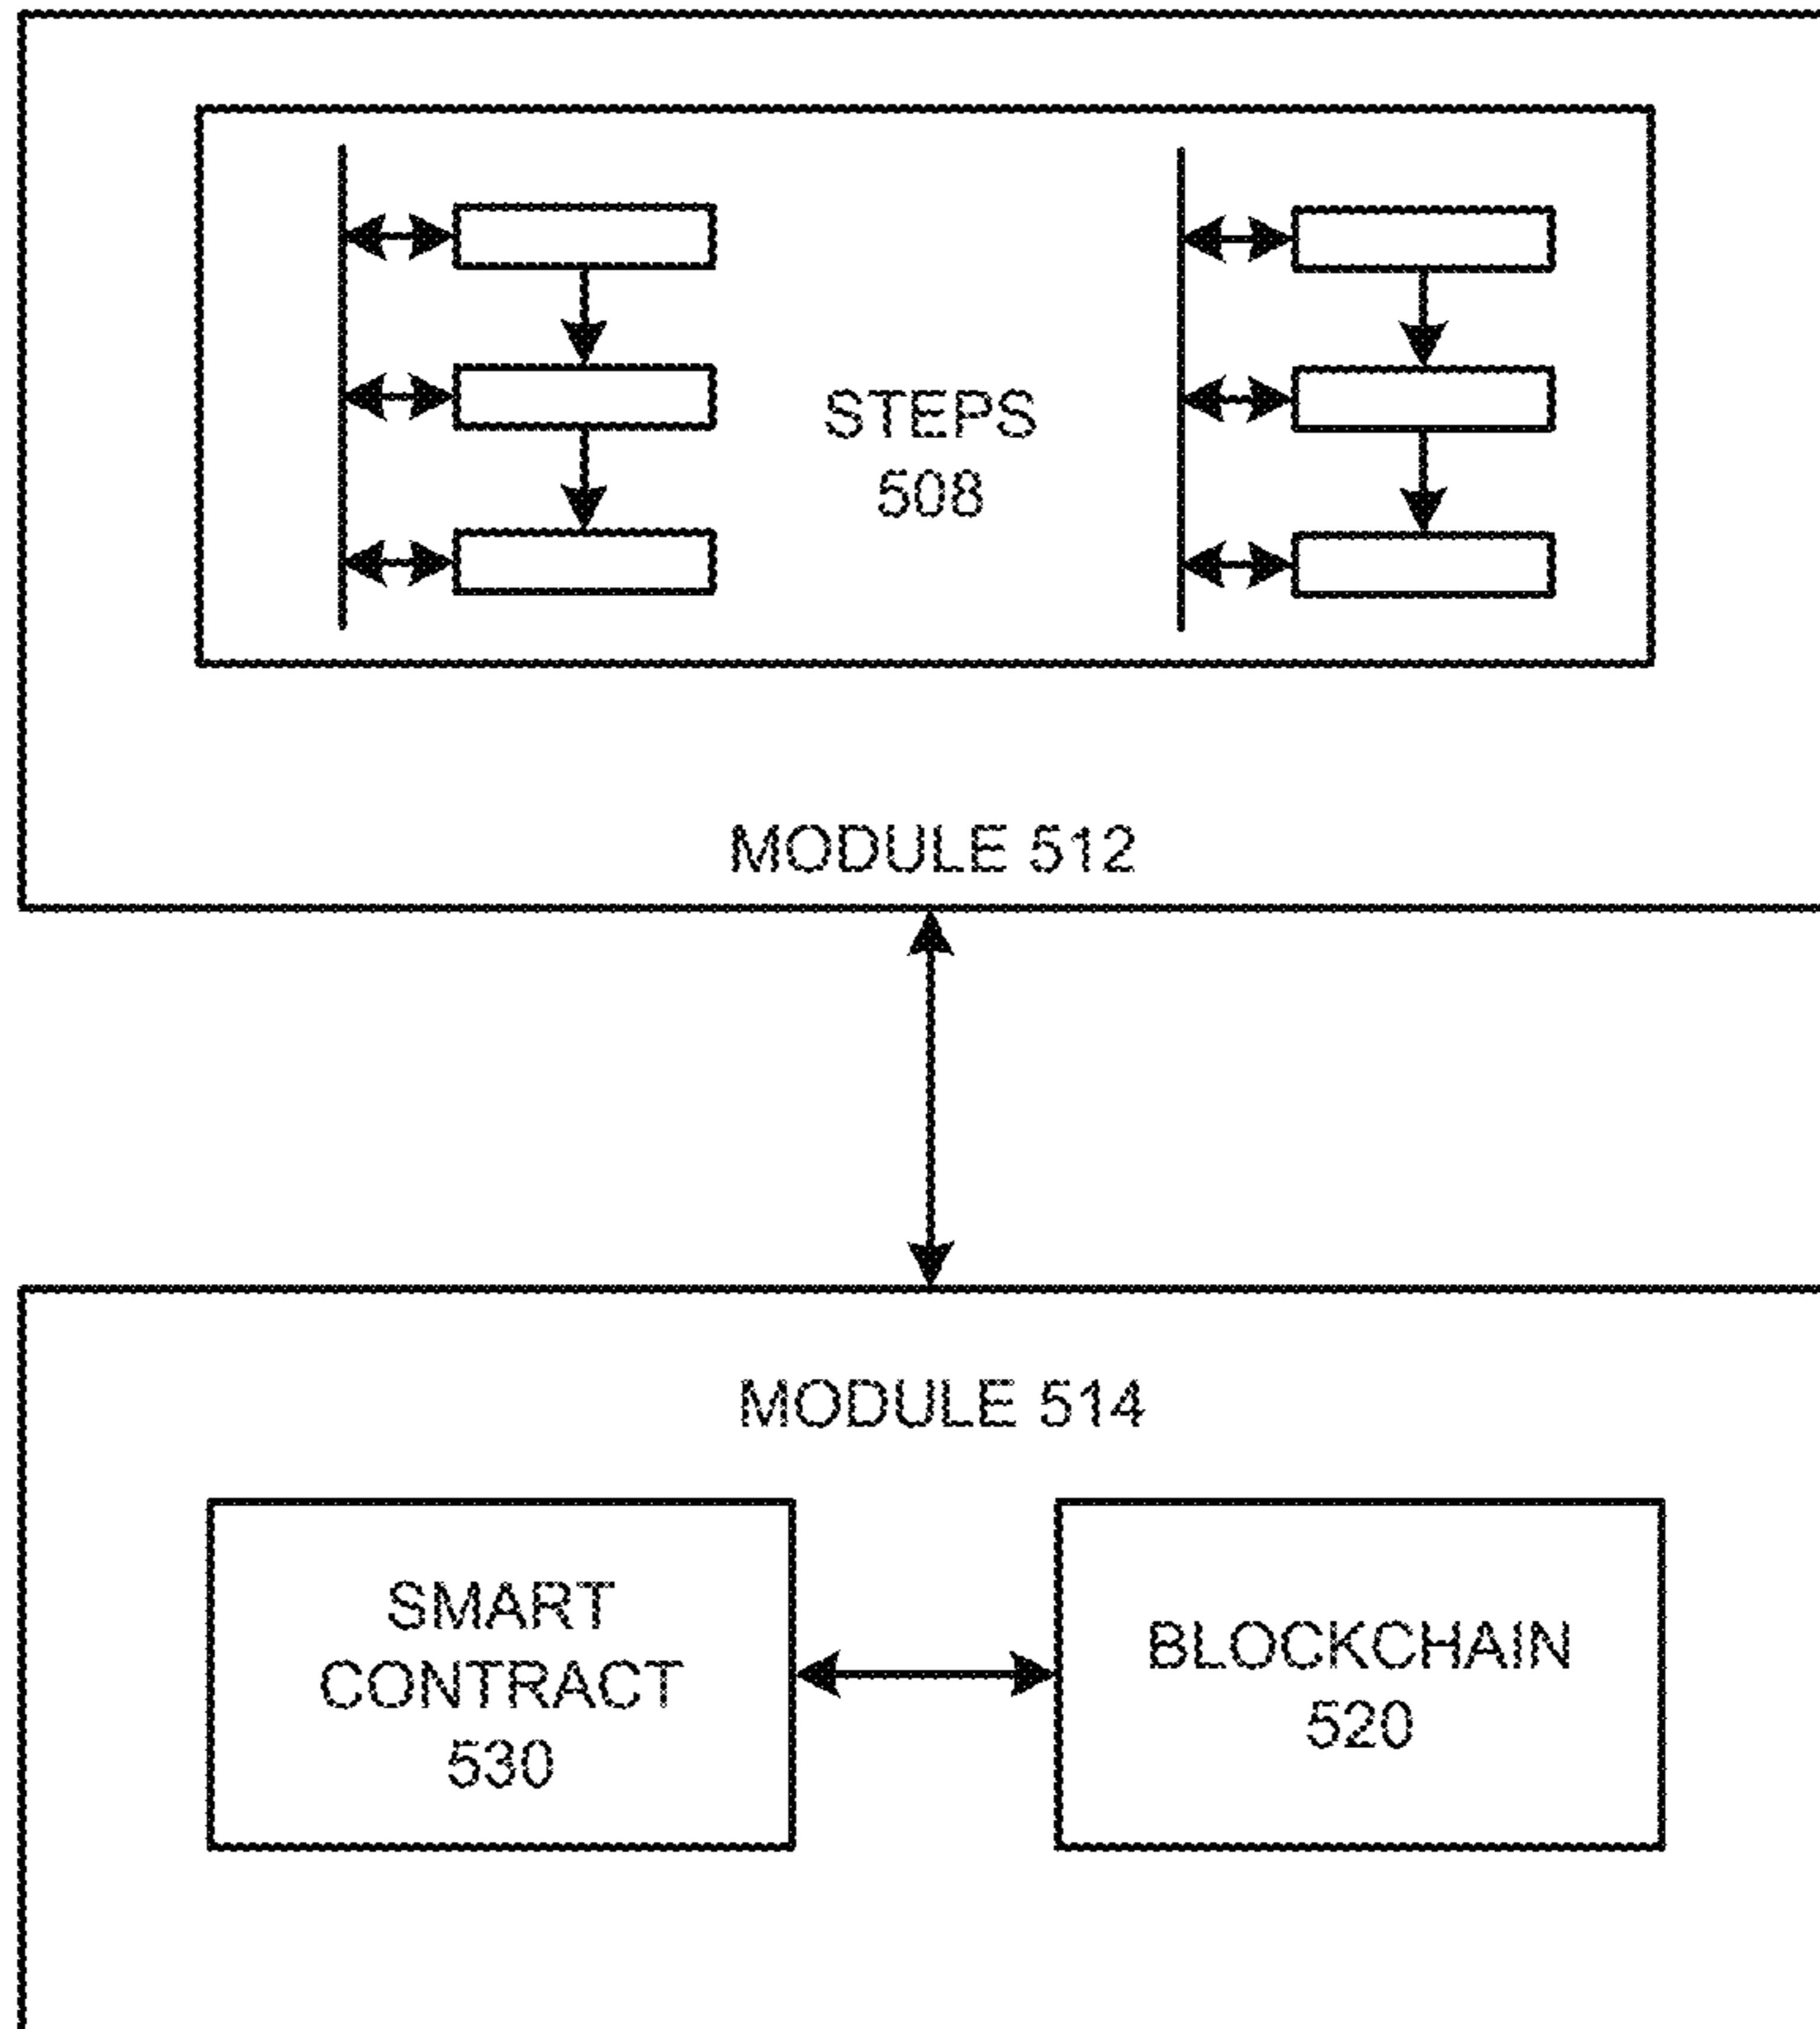 STEPS
508
MODULE 512
MODULE 514
SMART
CONTRACT
530
BLOCKCHAIN
520